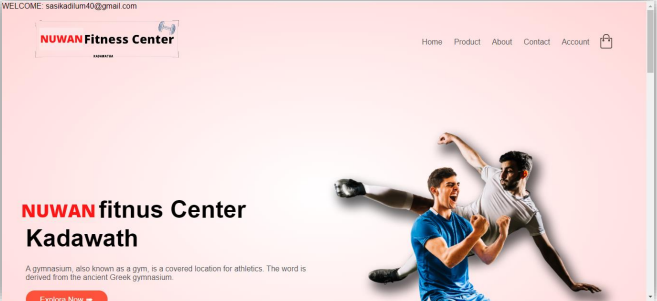 WELCOME: sasikadilum40@gmail.com
NUWAN Fitness Center
KADAWATHA
Home Product About Contact Account
NUWAN fitnus Center
Kadawath
A gymnasium, also known as a gym, is a covered location for athletics. The word is
derived from the ancient Greek gymnasium.
Explore Now ➡